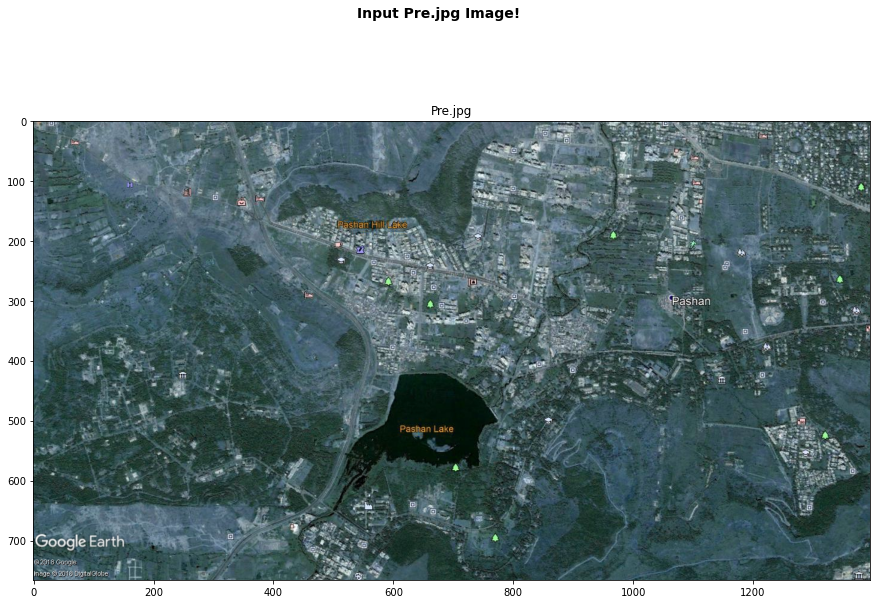 Input Pre.jpg Image!
Pre.jpg
0
100
200
300
400
500
600
700
Pashan Hill Lake
Pashan
Pashan Lake
Google Earth
© 2018 Google
Image © 2018 DigitalGlobe
0
200
400
600
800
1000
1200